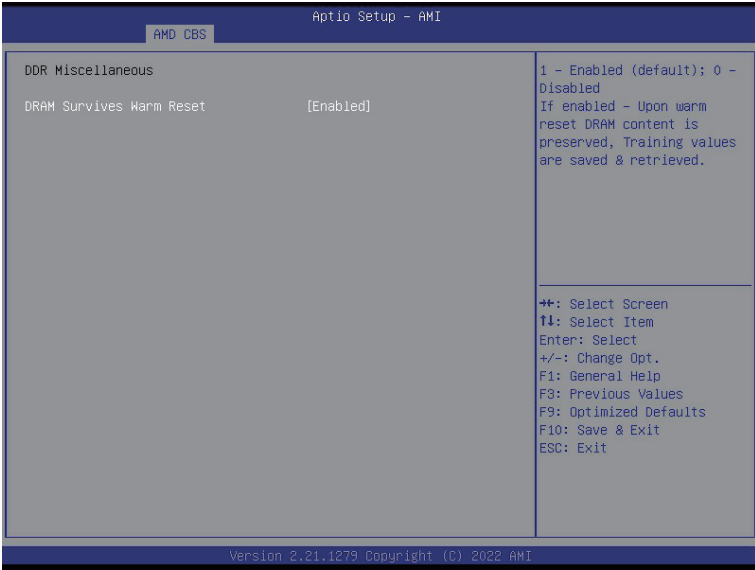 Aptio Setup – AMI
AMD CBS
DDR Miscellaneous
DRAM Survives Warm Reset [Enabled]
1 – Enabled (default); 0 –
Disabled
If enabled – Upon warm
reset DRAM content is
preserved, Training values
are saved & retrieved.
→←: Select Screen
↑↓: Select Item
Enter: Select
+/-: Change Opt.
F1: General Help
F3: Previous Values
F9: Optimized Defaults
F10: Save & Exit
ESC: Exit
Version 2.21.1279 Copyright (C) 2022 AMI